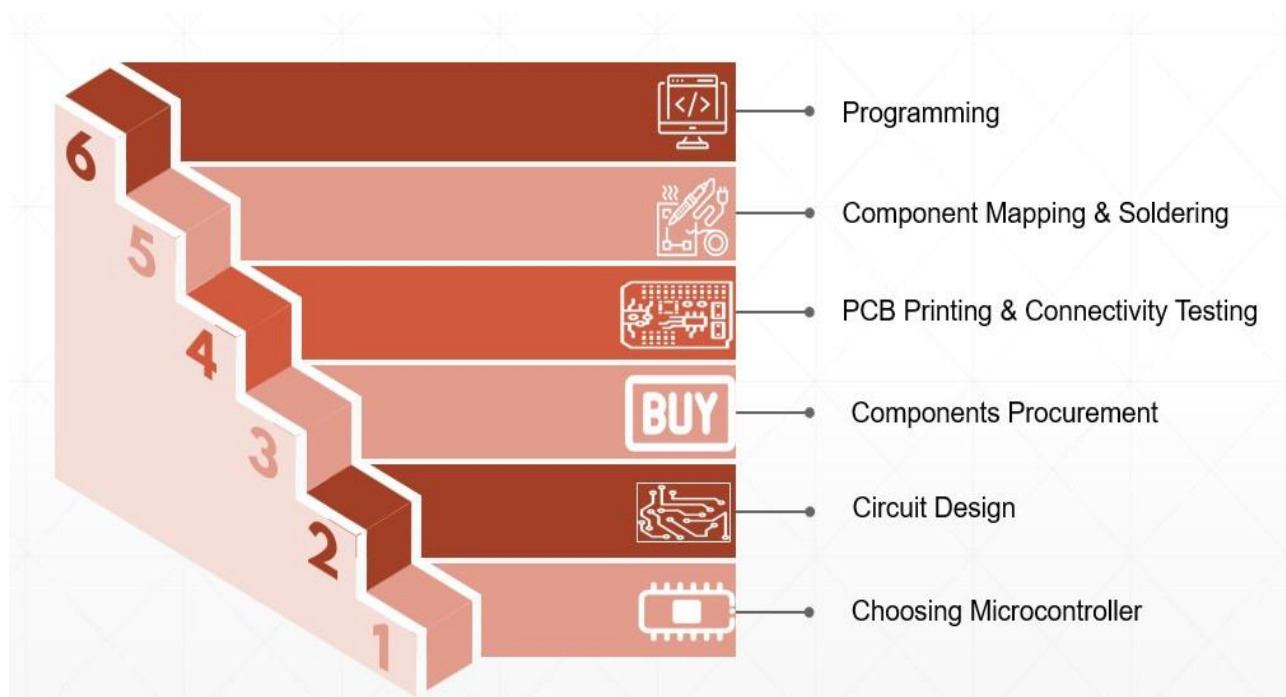 6
</>
Programming
5
Component Mapping & Soldering
4
PCB Printing & Connectivity Testing
3
BUY
Components Procurement
2
Circuit Design
1
Choosing Microcontroller